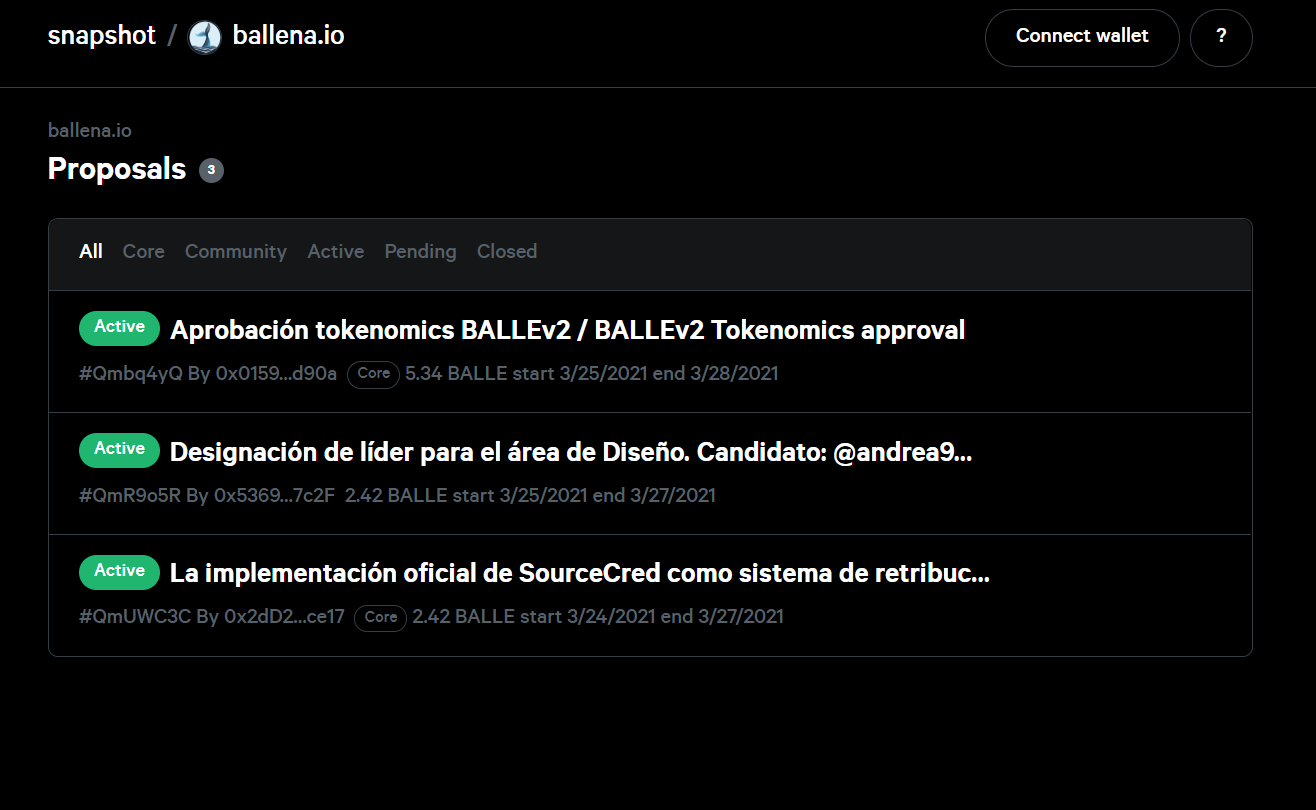 snapshot / ballena.io
Connect wallet
?
ballena.io
Proposals 3
All Core Community Active Pending Closed
Active Aprobación tokenomics BALLEv2 / BALLEv2 Tokenomics approval
#Qmbq4yQ By 0x0159...d90a Core 5.34 BALLE start 3/25/2021 end 3/28/2021
Active Designación de líder para el área de Diseño. Candidato: @andrea9...
#QmR9o5R By 0x5369...7c2F 2.42 BALLE start 3/25/2021 end 3/27/2021
Active La implementación oficial de SourceCred como sistema de retribuc...
#QmUWC3C By 0x2dD2...ce17 Core 2.42 BALLE start 3/24/2021 end 3/27/2021